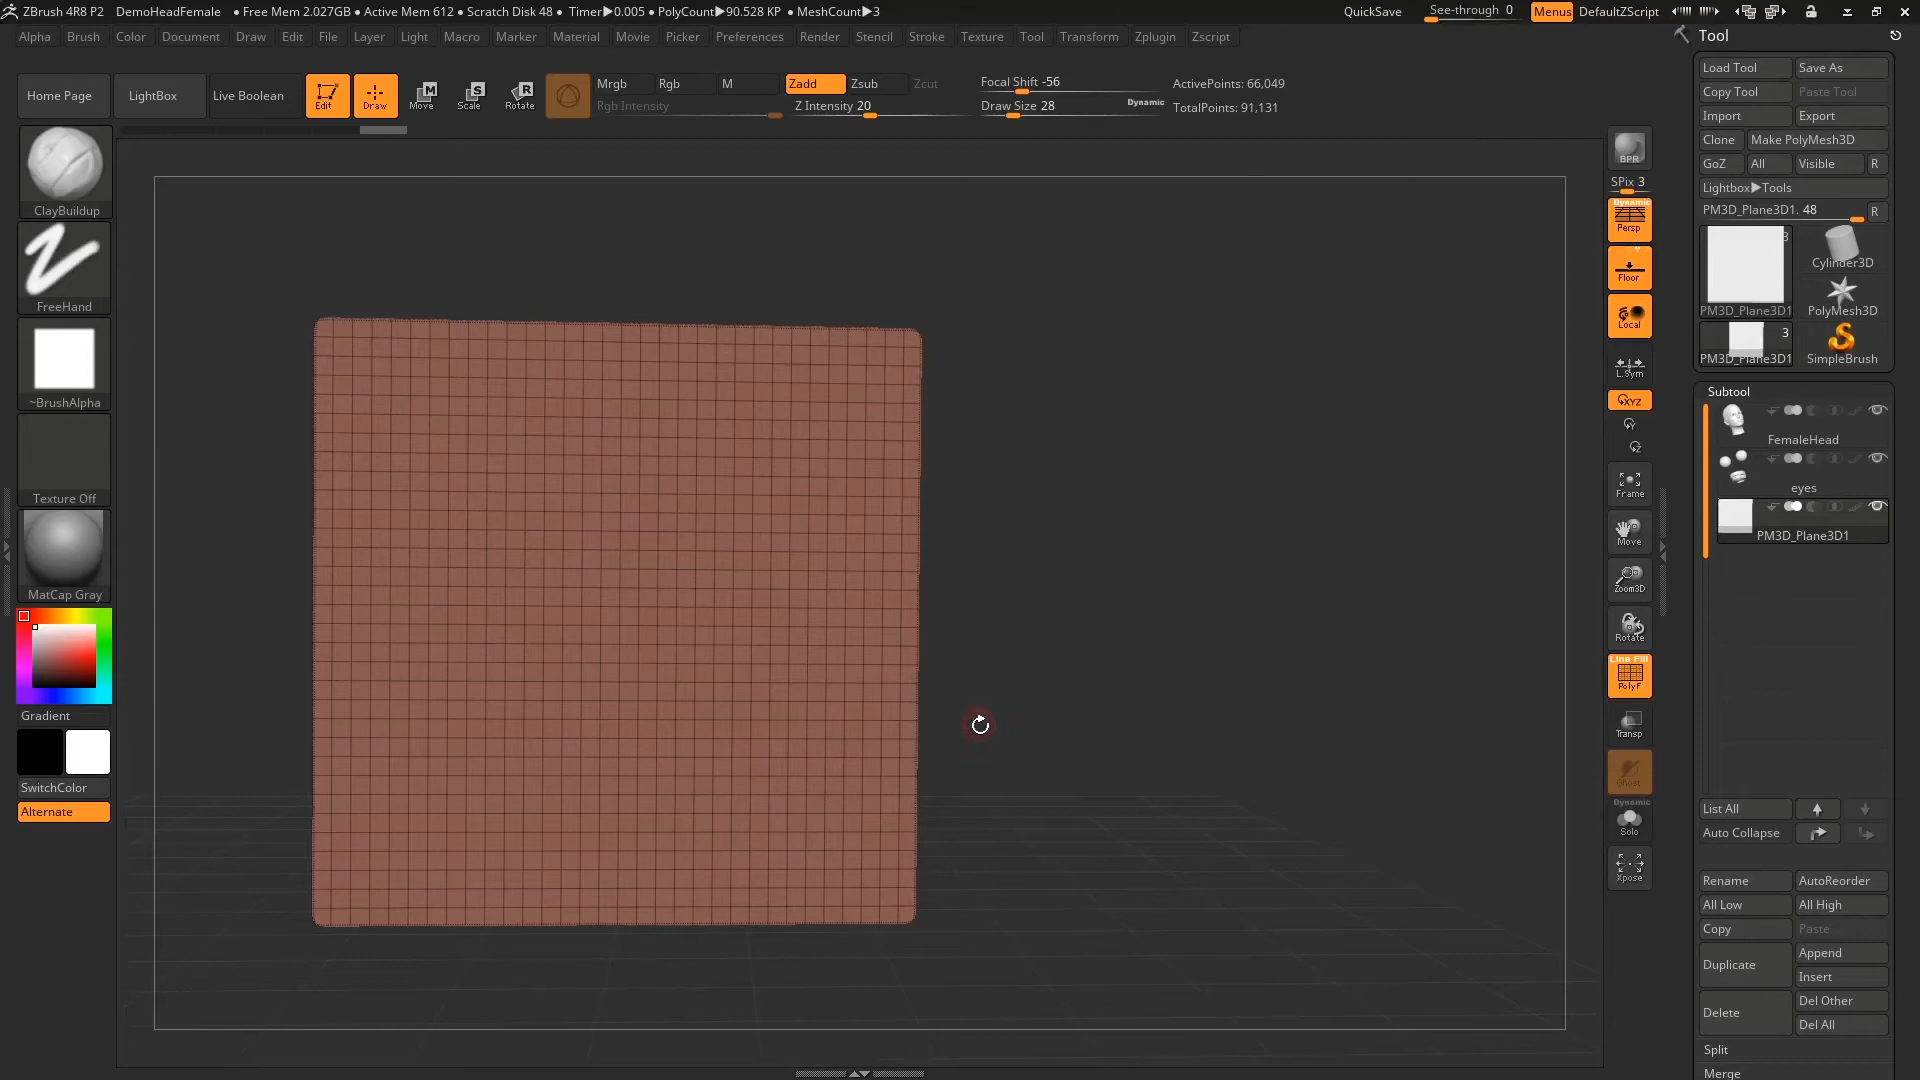 ZBrush 4R8 P2 DemoHeadFemale • Free Mem 2.027GB • Active Mem 612 • Scratch Disk 48 • Timer▶0.005 • PolyCount▶90.528 KP • MeshCount▶3 QuickSave See-through 0 Menus DefaultZScript
Alpha Brush Color Document Draw Edit File Layer Light Macro Marker Material Movie Picker Preferences Render Stencil Stroke Texture Tool Transform Zplugin Zscript
Tool
Home Page LightBox Live Boolean Edit Draw Move Scale Rotate
Mrgb Rgb M Zadd Zsub Zcut Focal Shift -56 ActivePoints: 66,049
Rgb Intensity Z Intensity 20 Draw Size 28 Dynamic TotalPoints: 91,131
ClayBuildup
FreeHand
~BrushAlpha
Texture Off
MatCap Gray
Gradient
SwitchColor
Alternate
BPR
SPix 3
Dynamic
Persp
Floor
Local
L.Sym
XYZ
Y
Z
Frame
Move
Zoom3D
Rotate
Line Fill
PolyF
Transp
Ghost
Dynamic
Solo
Xpose
Load Tool Save As
Copy Tool Paste Tool
Import Export
Clone Make PolyMesh3D
GoZ All Visible R
Lightbox▶Tools
PM3D_Plane3D1. 48 R
3
Cylinder3D
PM3D_Plane3D1 PolyMesh3D
3
PM3D_Plane3D1 SimpleBrush
Subtool
FemaleHead
eyes
PM3D_Plane3D1
List All
Auto Collapse
Rename AutoReorder
All Low All High
Copy Paste
Duplicate Append
Insert
Delete Del Other
Del All
Split
Merge